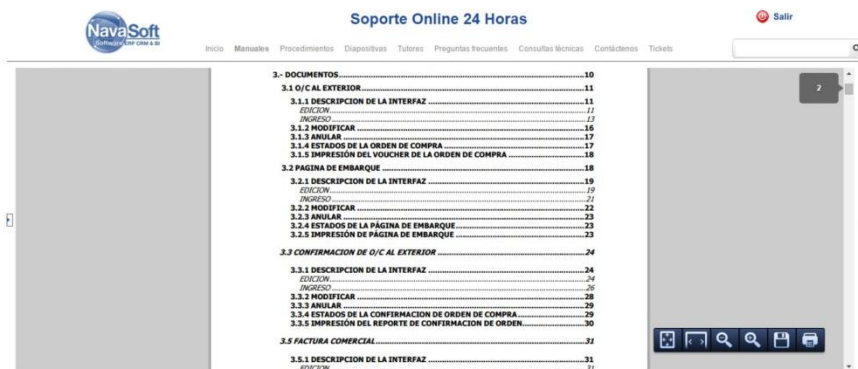 NavaSoft
Software ERP CRM & BI
Soporte Online 24 Horas
Salir
Inicio Manuales Procedimientos Diapositivas Tutores Preguntas frecuentes Consultas técnicas Contáctenos Tickets
2
3.- DOCUMENTOS....................10
3.1 O/C AL EXTERIOR....................11
3.1.1 DESCRIPCION DE LA INTERFAZ....................11
EDICION....................11
INGRESO....................13
3.1.2 MODIFICAR....................16
3.1.3 ANULAR....................17
3.1.4 ESTADOS DE LA ORDEN DE COMPRA....................17
3.1.5 IMPRESIÓN DEL VOUCHER DE LA ORDEN DE COMPRA....................18
3.2 PAGINA DE EMBARQUE....................18
3.2.1 DESCRIPCION DE LA INTERFAZ....................19
EDICION....................19
INGRESO....................21
3.2.2 MODIFICAR....................22
3.2.3 ANULAR....................23
3.2.4 ESTADOS DE LA PÁGINA DE EMBARQUE....................23
3.2.5 IMPRESIÓN DE PÁGINA DE EMBARQUE....................23
3.3 CONFIRMACION DE O/C AL EXTERIOR....................24
3.3.1 DESCRIPCION DE LA INTERFAZ....................24
EDICION....................24
INGRESO....................26
3.3.2 MODIFICAR....................28
3.3.3 ANULAR....................29
3.3.4 ESTADOS DE LA CONFIRMACION DE ORDEN DE COMPRA....................29
3.3.5 IMPRESIÓN DEL REPORTE DE CONFIRMACION DE ORDEN....................30
3.5 FACTURA COMERCIAL....................31
3.5.1 DESCRIPCION DE LA INTERFAZ....................31
EDICION....................31